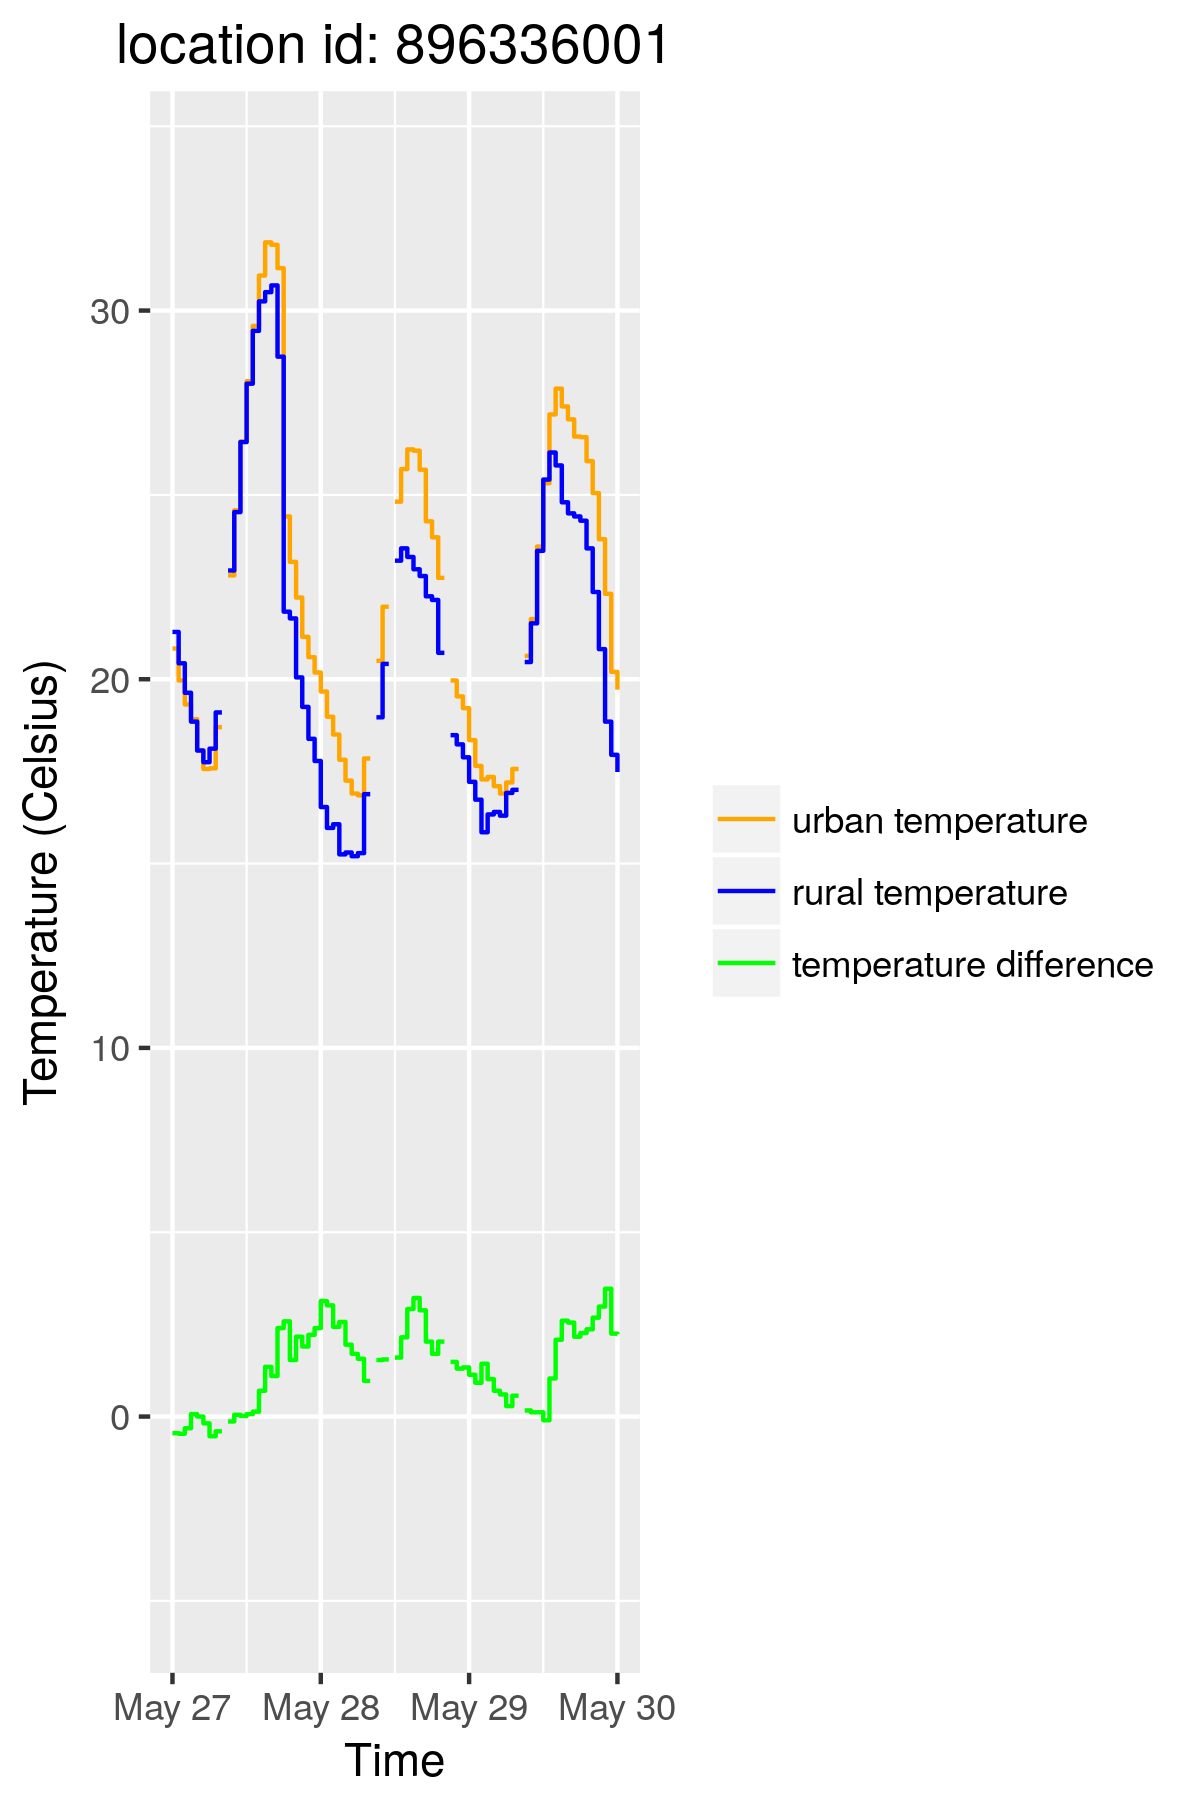 location id: 896336001
Temperature (Celsius)
30
20
10
0
May 27 May 28 May 29 May 30
Time
urban temperature
rural temperature
temperature difference